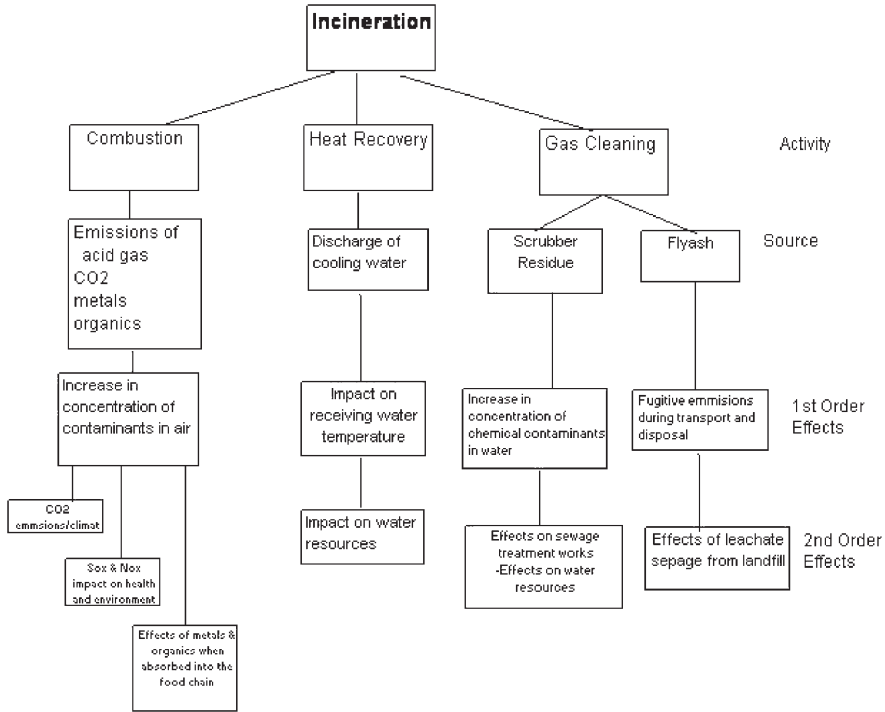 Incineration
Combustion
Heat Recovery
Gas Cleaning
Activity
Emissions of
acid gas
CO2
metals
organics
Discharge of
cooling water
Scrubber
Residue
Flyash
Source
Increase in
concentration of
contaminants in air
Impact on
receiving water
temperature
Increase in
concentration of
chemical contaminants
in water
Fugitive emmisions
during transport and
disposal
1st Order
Effects
CO2
emmsions/climat
Sox & Nox
impact on health
and environment
Effects of metals &
organics when
absorbed into the
food chain
Impact on water
resources
Effects on sewage
treatment works
-Effects on water
resources
Effects of leachate
sepage from landfill
2nd Order
Effects